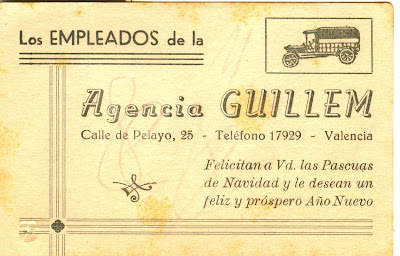 Los EMPLEADOS de la
Agencia GUILLEM
Calle de Pelayo, 25 - Teléfono 17929 - Valencia
Felicitan a Vd. las Pascuas
de Navidad y le desean un
feliz y próspero Año Nuevo